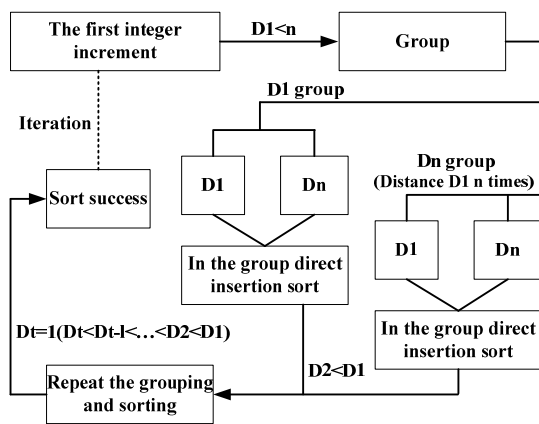 The first integer
increment
D1<n
Group
D1 group
Iteration
Dn group
(Distance D1 n times)
D1
Dn
Sort success
D1
Dn
In the group direct
insertion sort
In the group direct
insertion sort
Dt=1(Dt<Dt-l<…<D2<D1)
D2<D1
Repeat the grouping
and sorting